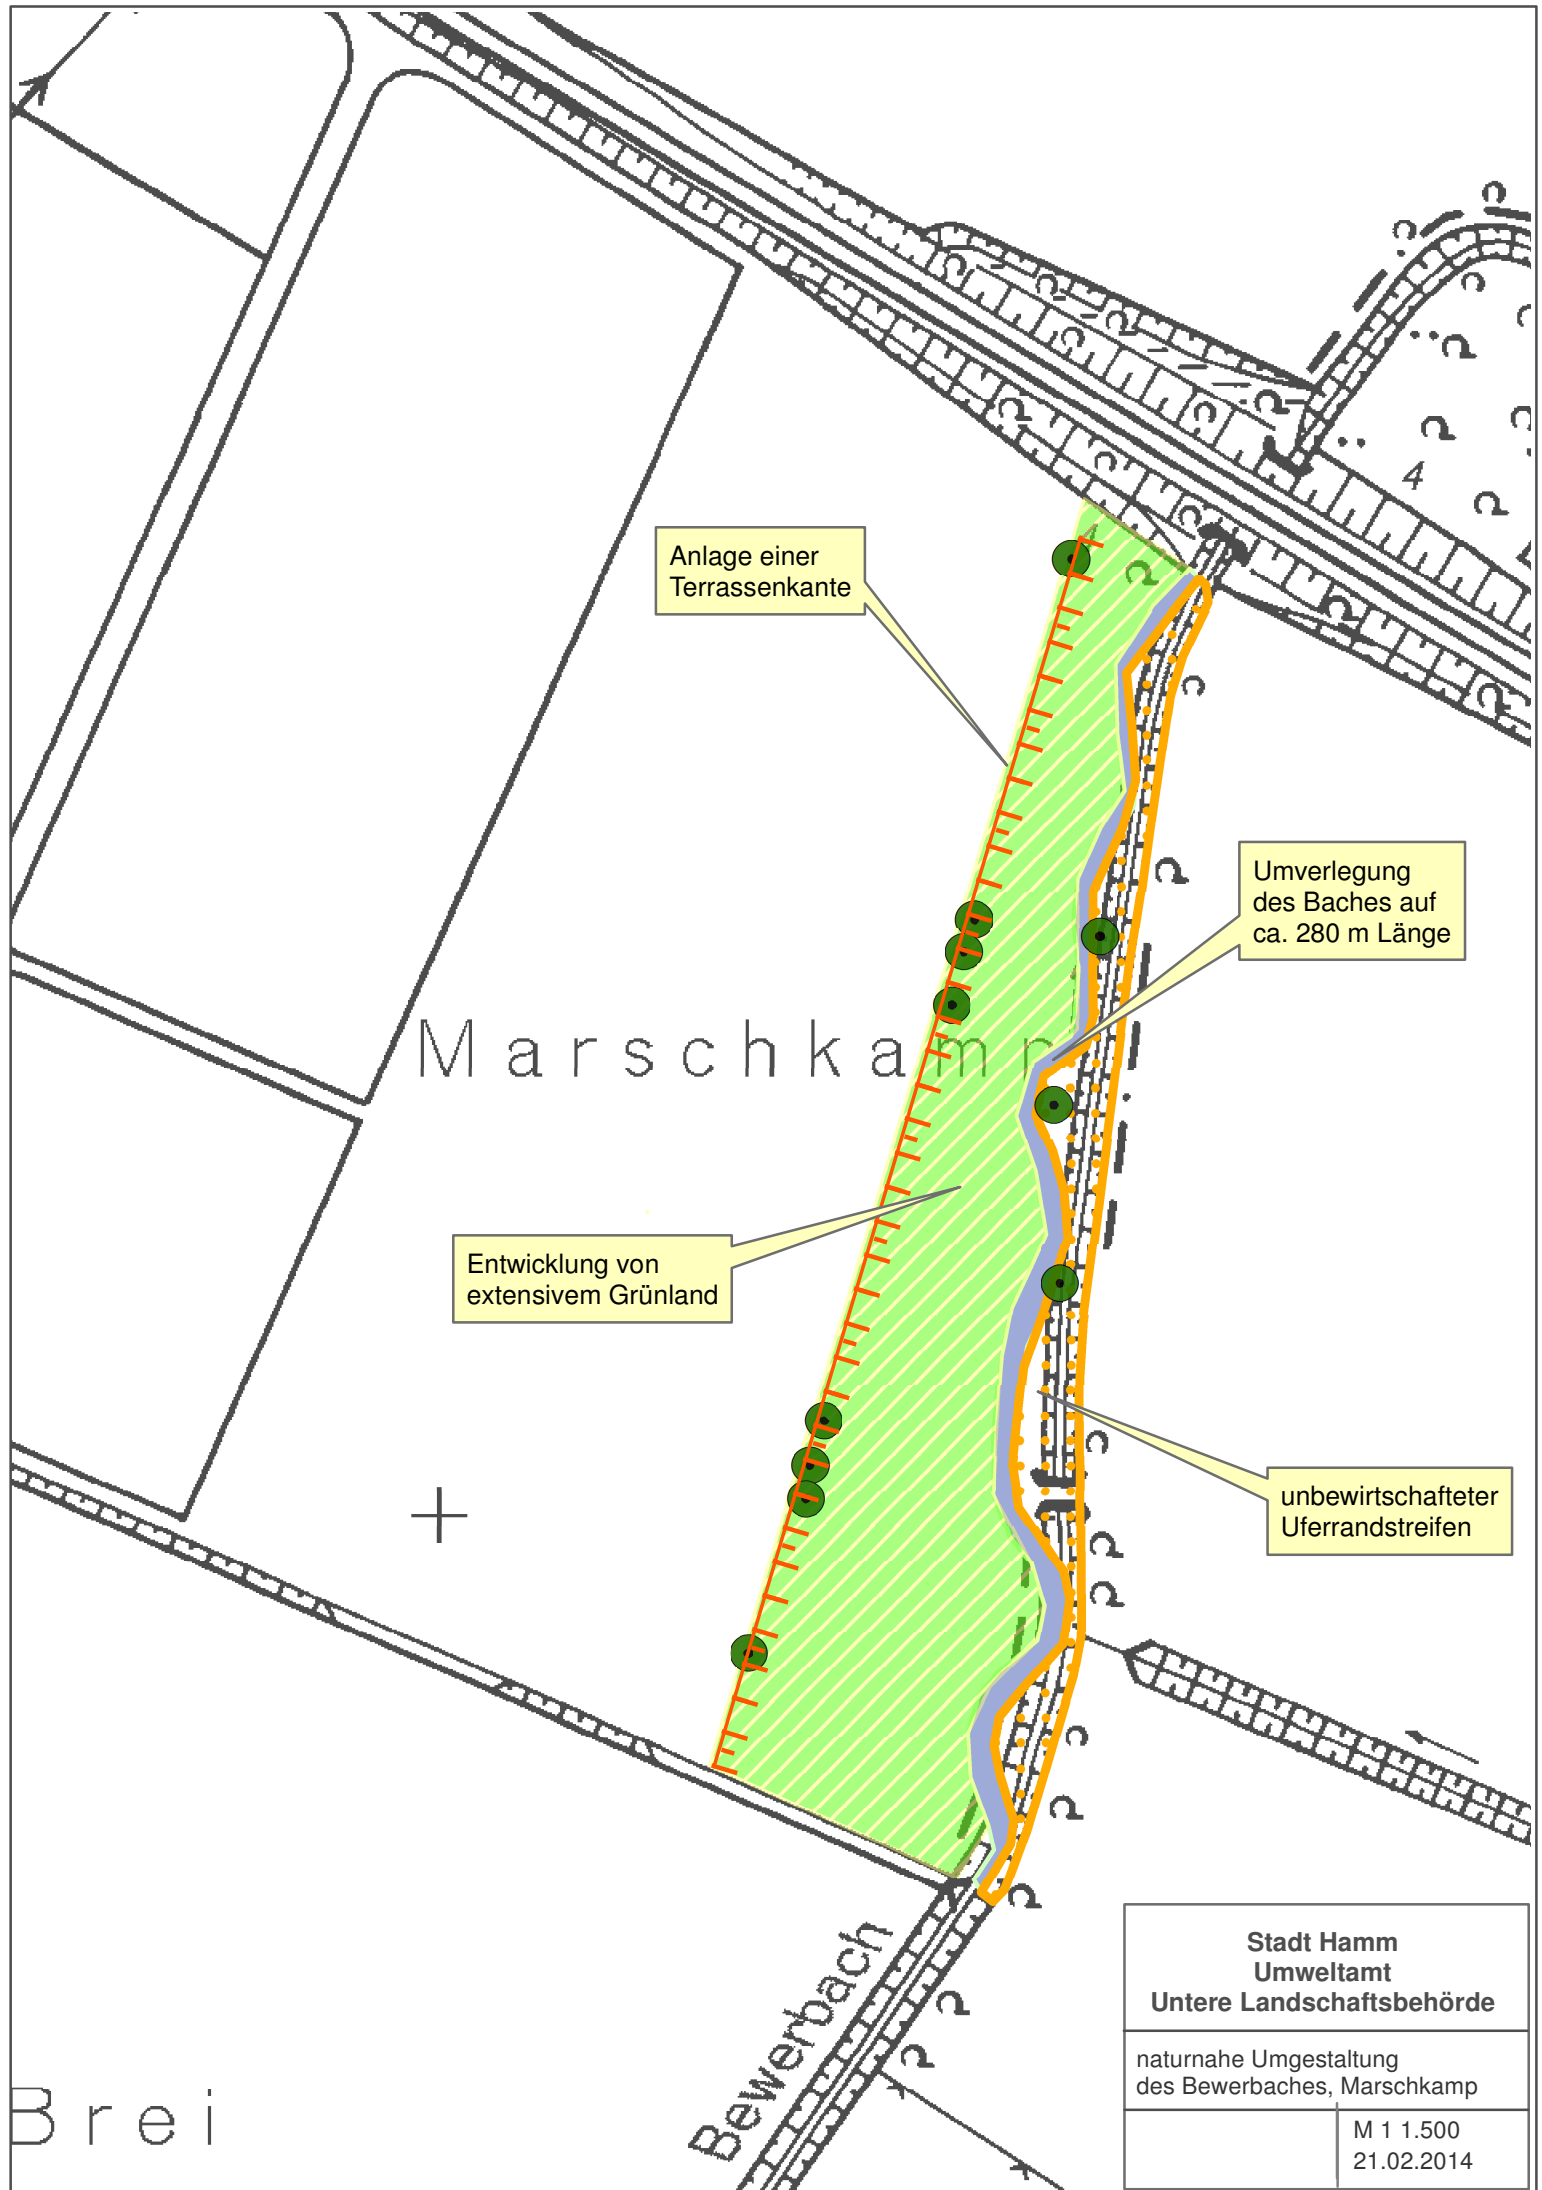 4
Anlage einer
Terrassenkante
Umverlegung
des Baches auf
ca. 280 m Länge
Marschkamp
Entwicklung von
extensivem Grünland
unbewirtschafteter
Uferrandstreifen
Bewerbach
Brei
Stadt Hamm
Umweltamt
Untere Landschaftsbehörde
naturnahe Umgestaltung
des Bewerbaches, Marschkamp
M 1 1.500
21.02.2014